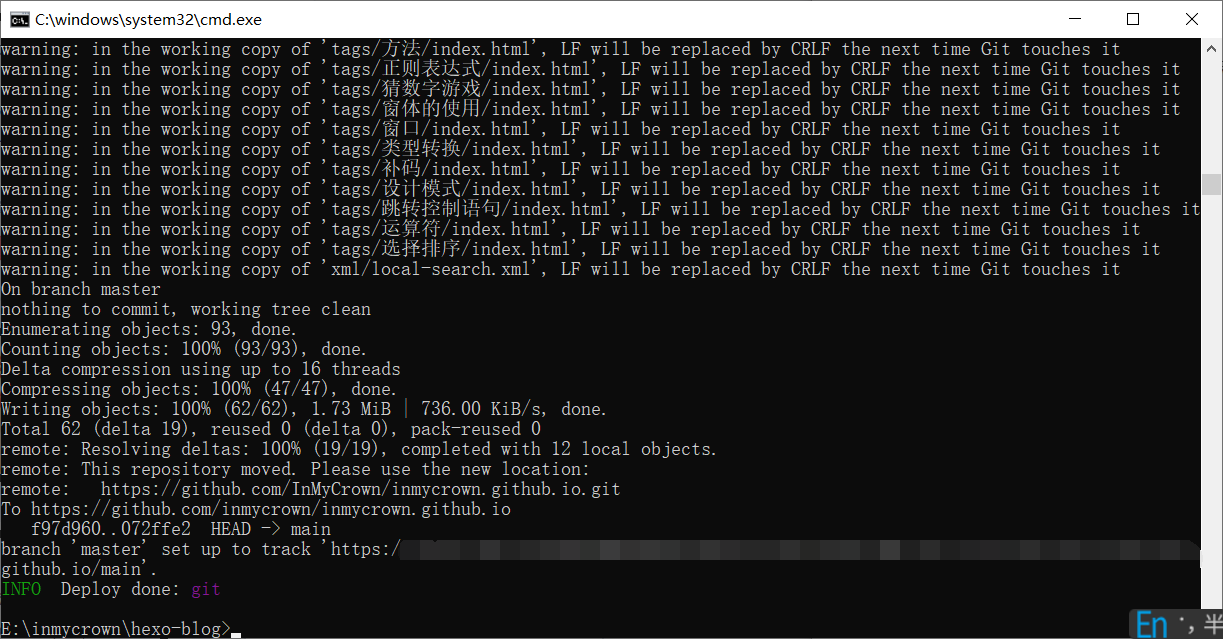 C:\windows\system32\cmd.exe
warning: in the working copy of 'tags/方法/index.html', LF will be replaced by CRLF the next time Git touches it
warning: in the working copy of 'tags/正则表达式/index.html', LF will be replaced by CRLF the next time Git touches it
warning: in the working copy of 'tags/猜数字游戏/index.html', LF will be replaced by CRLF the next time Git touches it
warning: in the working copy of 'tags/窗体的使用/index.html', LF will be replaced by CRLF the next time Git touches it
warning: in the working copy of 'tags/窗口/index.html', LF will be replaced by CRLF the next time Git touches it
warning: in the working copy of 'tags/类型转换/index.html', LF will be replaced by CRLF the next time Git touches it
warning: in the working copy of 'tags/补码/index.html', LF will be replaced by CRLF the next time Git touches it
warning: in the working copy of 'tags/设计模式/index.html', LF will be replaced by CRLF the next time Git touches it
warning: in the working copy of 'tags/跳转控制语句/index.html', LF will be replaced by CRLF the next time Git touches it
warning: in the working copy of 'tags/运算符/index.html', LF will be replaced by CRLF the next time Git touches it
warning: in the working copy of 'tags/选择排序/index.html', LF will be replaced by CRLF the next time Git touches it
warning: in the working copy of 'xml/local-search.xml', LF will be replaced by CRLF the next time Git touches it
On branch master
nothing to commit, working tree clean
Enumerating objects: 93, done.
Counting objects: 100% (93/93), done.
Delta compression using up to 16 threads
Compressing objects: 100% (47/47), done.
Writing objects: 100% (62/62), 1.73 MiB | 736.00 KiB/s, done.
Total 62 (delta 19), reused 0 (delta 0), pack-reused 0
remote: Resolving deltas: 100% (19/19), completed with 12 local objects.
remote: This repository moved. Please use the new location:
remote:   https://github.com/InMyCrown/inmycrown.github.io.git
To https://github.com/inmycrown/inmycrown.github.io
   f97d960..072ffe2  HEAD -> main
branch 'master' set up to track 'https:/
github.io/main'.
INFO  Deploy done: git
E:\inmycrown\hexo-blog>
En 半